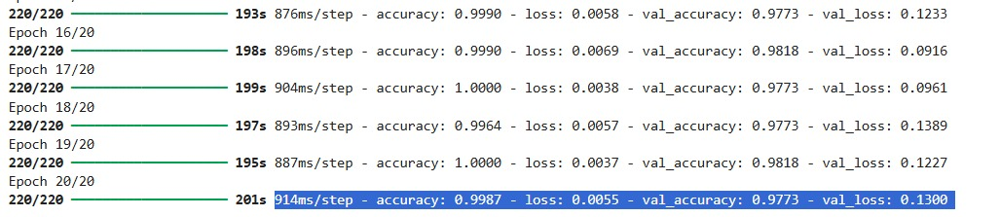 220/220 ━━━━━━━━━━━━━━━━━━━━ 193s 876ms/step - accuracy: 0.9990 - loss: 0.0058 - val_accuracy: 0.9773 - val_loss: 0.1233
Epoch 16/20
220/220 ━━━━━━━━━━━━━━━━━━━━ 198s 896ms/step - accuracy: 0.9990 - loss: 0.0069 - val_accuracy: 0.9818 - val_loss: 0.0916
Epoch 17/20
220/220 ━━━━━━━━━━━━━━━━━━━━ 199s 904ms/step - accuracy: 1.0000 - loss: 0.0038 - val_accuracy: 0.9773 - val_loss: 0.0961
Epoch 18/20
220/220 ━━━━━━━━━━━━━━━━━━━━ 197s 893ms/step - accuracy: 0.9964 - loss: 0.0057 - val_accuracy: 0.9773 - val_loss: 0.1389
Epoch 19/20
220/220 ━━━━━━━━━━━━━━━━━━━━ 195s 887ms/step - accuracy: 1.0000 - loss: 0.0037 - val_accuracy: 0.9818 - val_loss: 0.1227
Epoch 20/20
220/220 ━━━━━━━━━━━━━━━━━━━━ 201s 914ms/step - accuracy: 0.9987 - loss: 0.0055 - val_accuracy: 0.9773 - val_loss: 0.1300